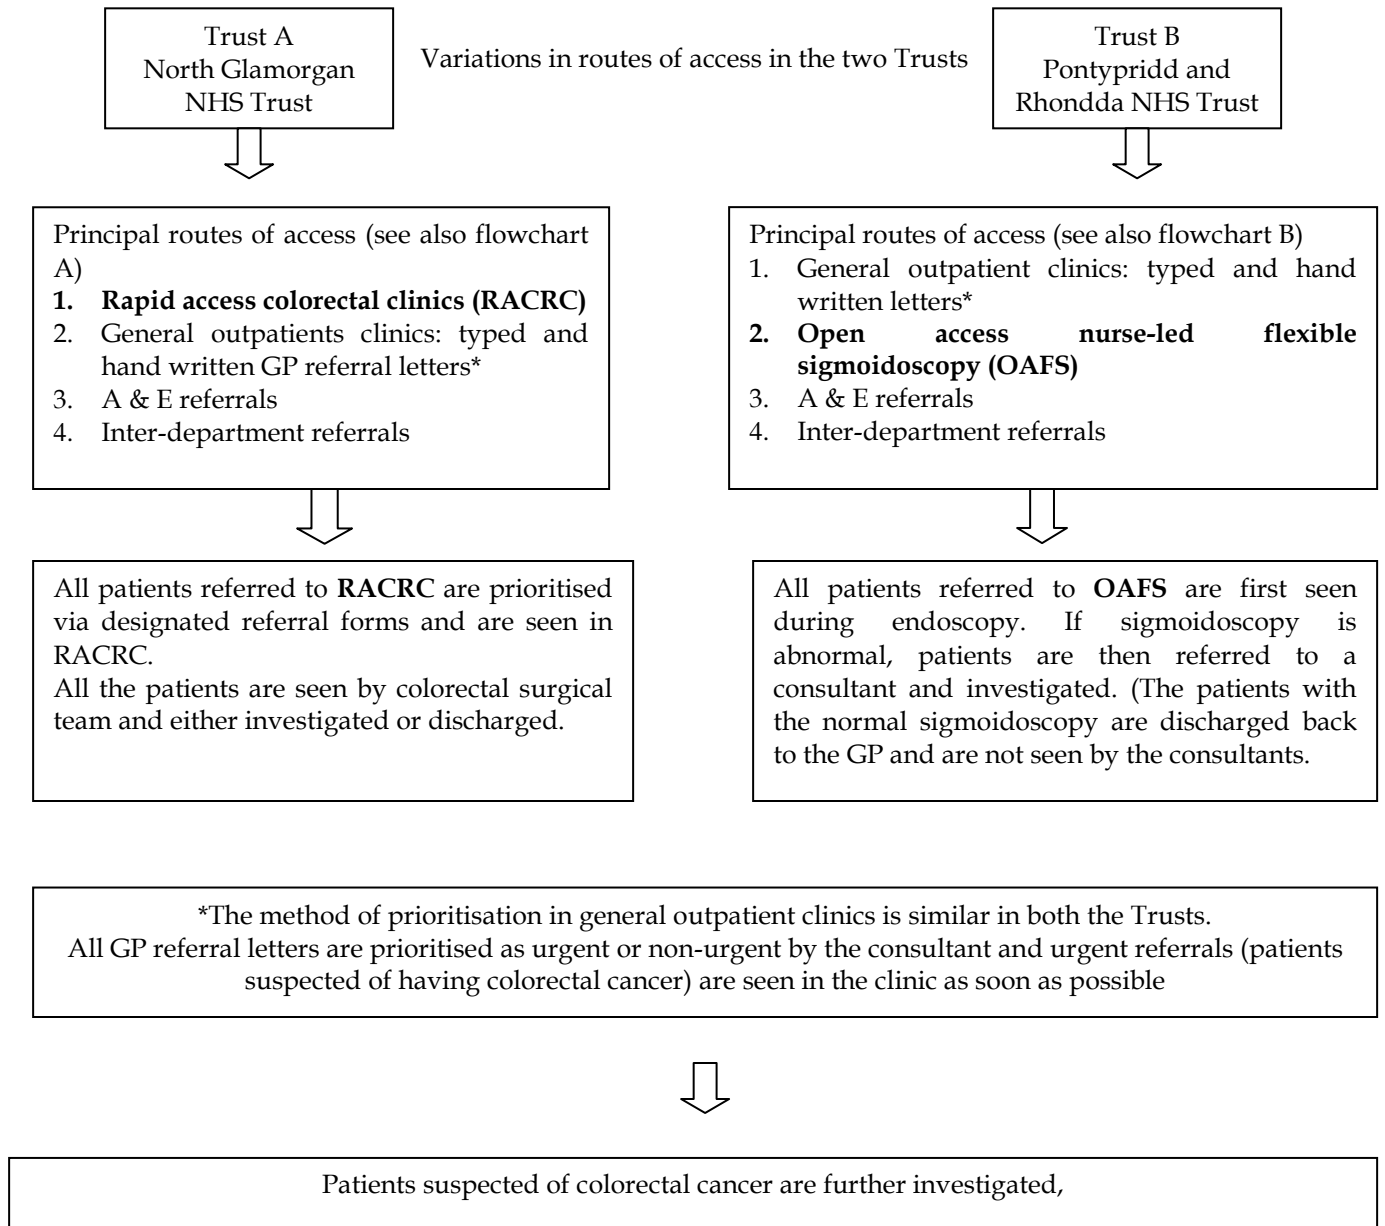 Trust A
North Glamorgan
NHS Trust
Variations in routes of access in the two Trusts
Trust B
Pontypridd and
Rhondda NHS Trust
Principal routes of access (see also flowchart
A)
1. Rapid access colorectal clinics (RACRC)
2. General outpatients clinics: typed and
hand written GP referral letters*
3. A & E referrals
4. Inter-department referrals
Principal routes of access (see also flowchart B)
1. General outpatient clinics: typed and hand
written letters*
2. Open access nurse-led flexible
sigmoidoscopy (OAFS)
3. A & E referrals
4. Inter-department referrals
All patients referred to RACRC are prioritised
via designated referral forms and are seen in
RACRC.
All the patients are seen by colorectal surgical
team and either investigated or discharged.
All patients referred to OAFS are first seen
during endoscopy. If sigmoidoscopy is
abnormal, patients are then referred to a
consultant and investigated. (The patients with
the normal sigmoidoscopy are discharged back
to the GP and are not seen by the consultants.
*The method of prioritisation in general outpatient clinics is similar in both the Trusts.
All GP referral letters are prioritised as urgent or non-urgent by the consultant and urgent referrals (patients
suspected of having colorectal cancer) are seen in the clinic as soon as possible
Patients suspected of colorectal cancer are further investigated,